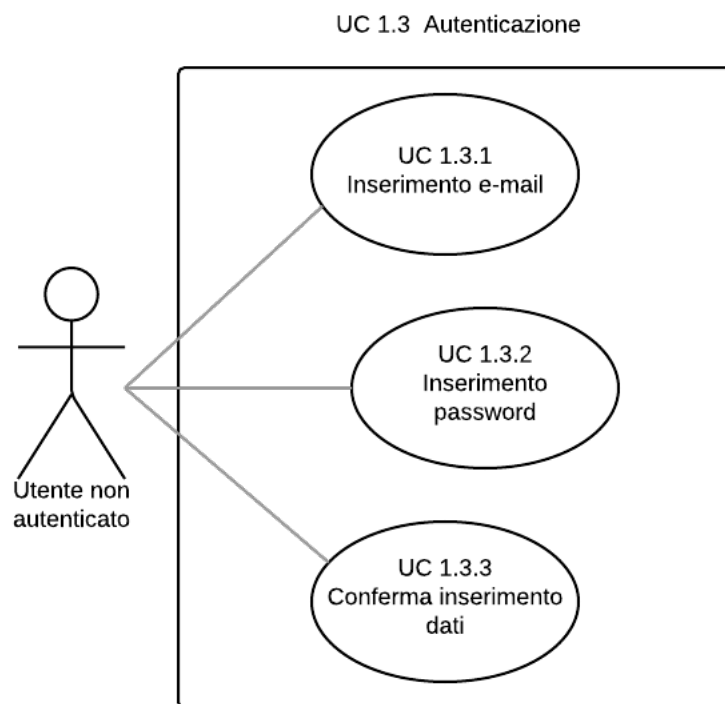 UC 1.3 Autenticazione
UC 1.3.1
Inserimento e-mail
UC 1.3.2
Inserimento
password
Utente non
autenticato
UC 1.3.3
Conferma inserimento
dati